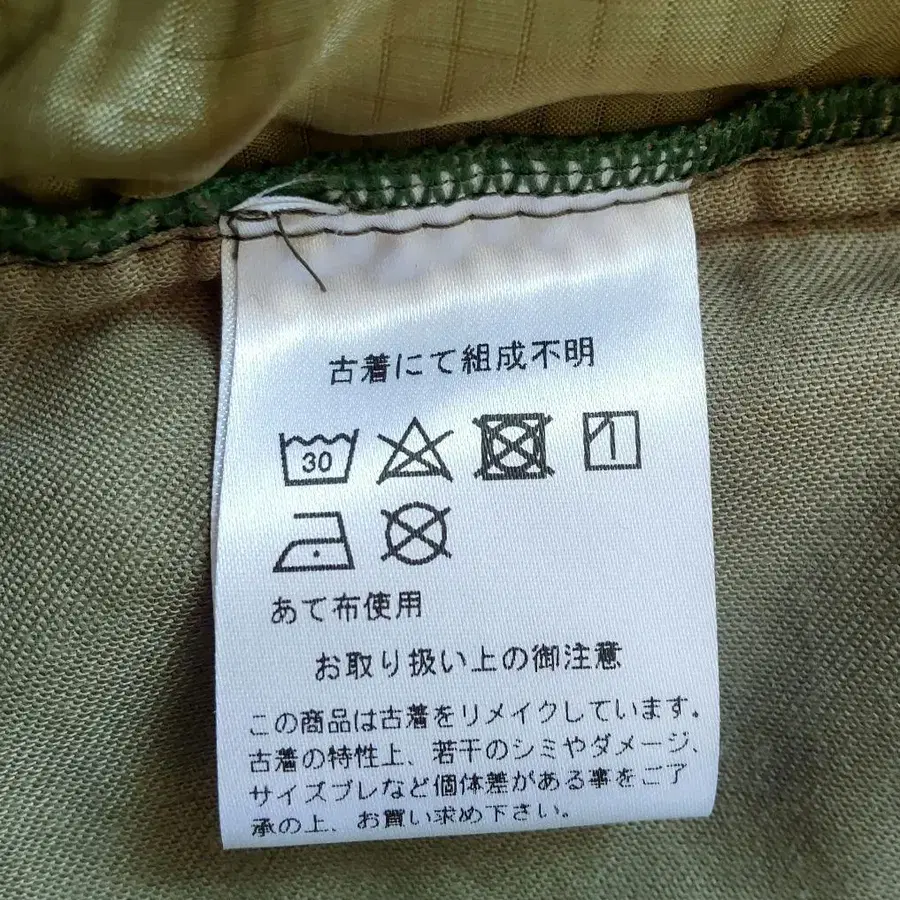 古着にて組成不明
30
あて布使用
お取り扱い上の御注意
この商品は古着をリメイクしています。
古着の特性上、若干のシミやダメージ、
サイズブレなど個体差がある事をご了
承の上、お買い求め下さい。